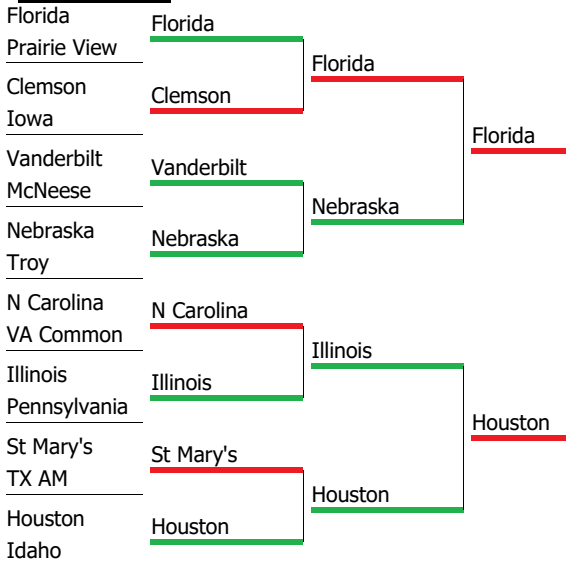 Florida
Prairie View
Clemson
Iowa
Vanderbilt
McNeese
Nebraska
Troy
N Carolina
VA Common
Illinois
Pennsylvania
St Mary's
TX AM
Houston
Idaho
Florida
Clemson
Vanderbilt
Nebraska
N Carolina
Illinois
St Mary's
Houston
Florida
Nebraska
Illinois
Houston
Florida
Houston